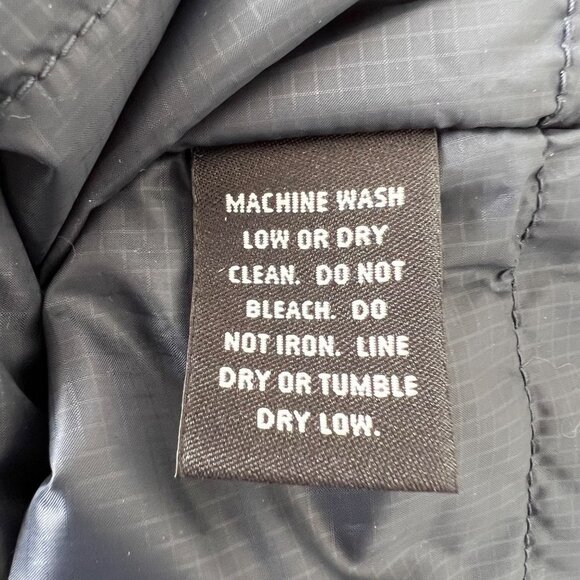 MACHINE WASH
LOW OR DRY
CLEAN. DO NOT
BLEACH. DO
NOT IRON. LINE
DRY OR TUMBLE
DRY LOW.